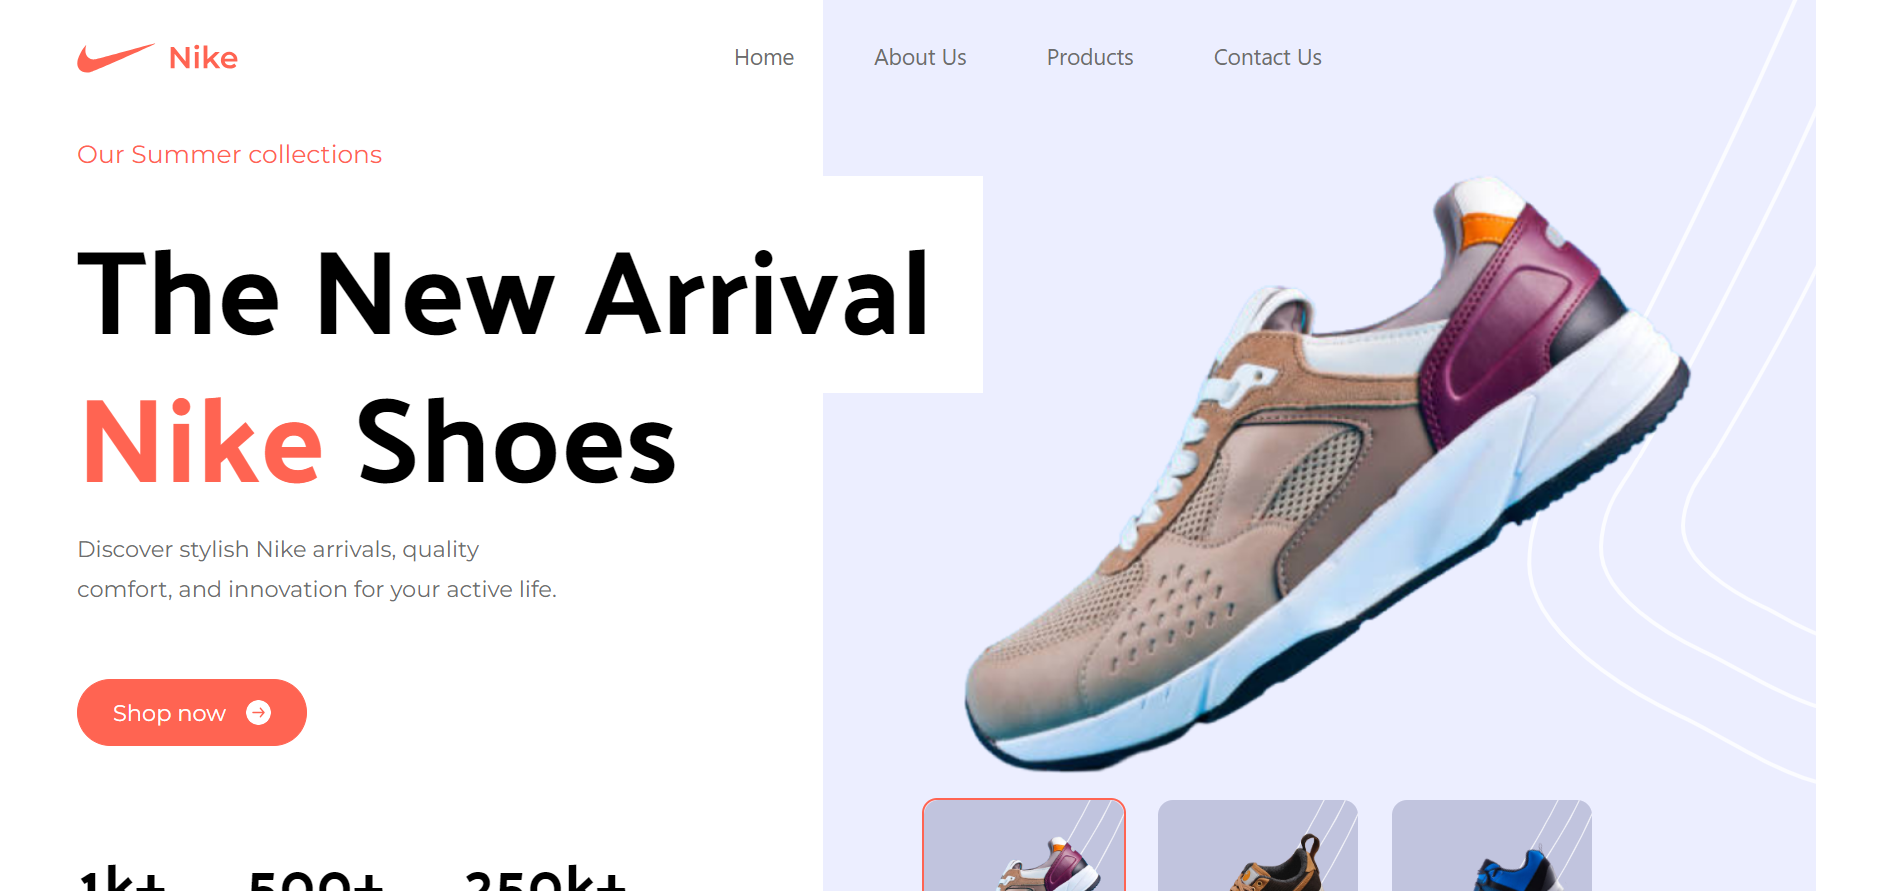 Nike
Home About Us Products Contact Us
Our Summer collections
The New Arrival
Nike Shoes
Discover stylish Nike arrivals, quality
comfort, and innovation for your active life.
Shop now
1k+ 500+ 250k+